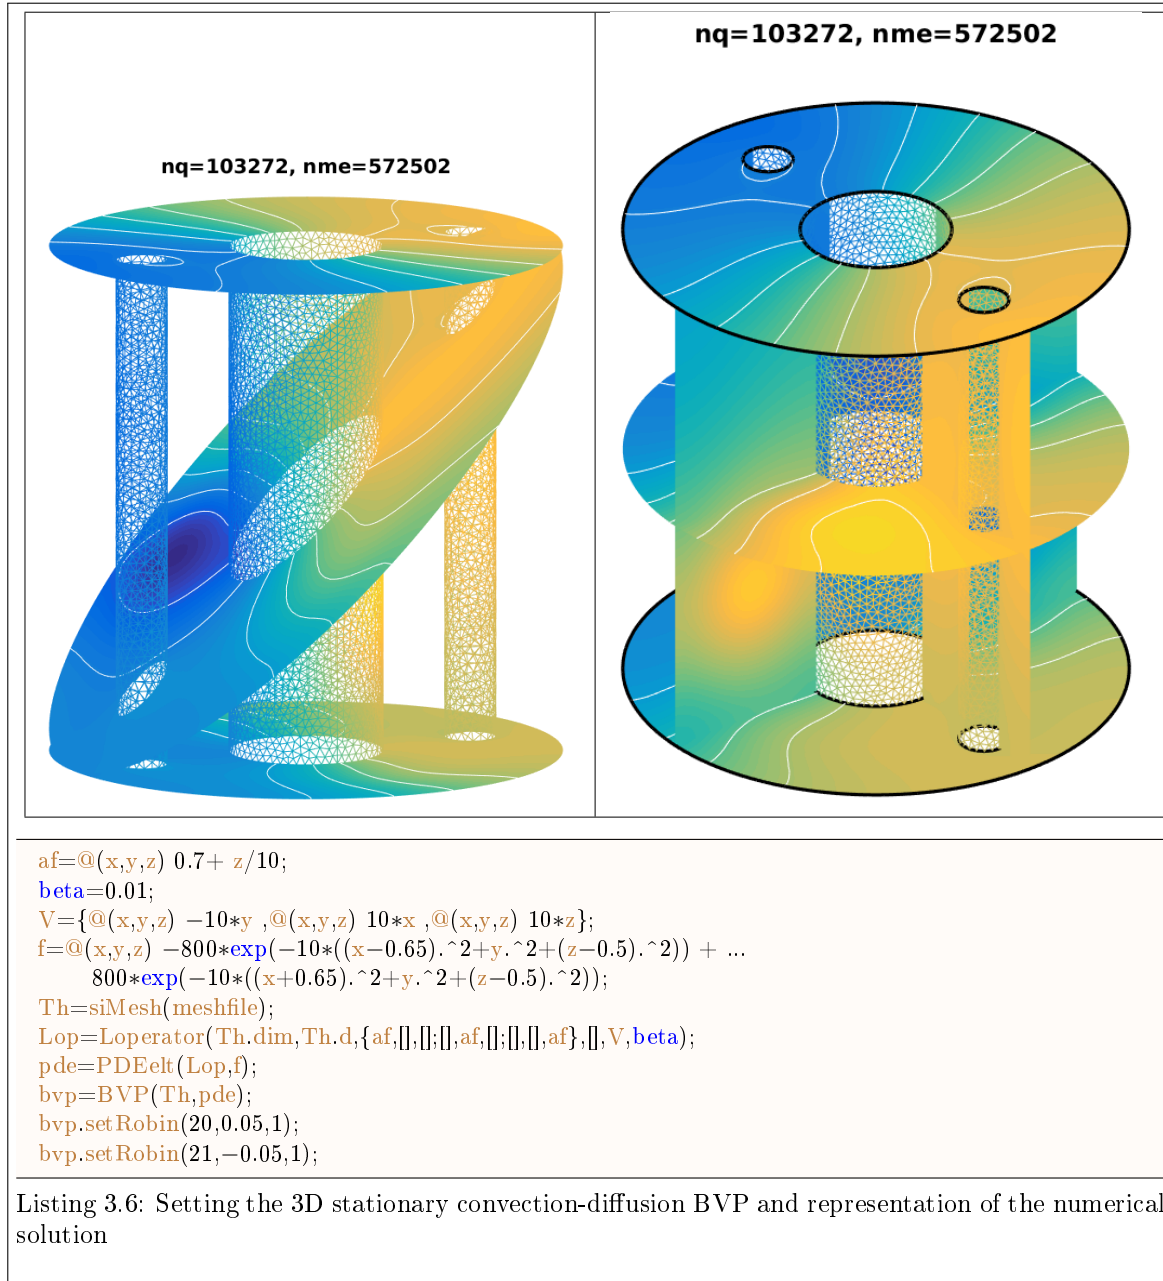 nq=103272, nme=572502
nq=103272, nme=572502
af=@(x,y,z) 0.7+ z/10;
beta=0.01;
V={@(x,y,z) −10*y ,@(x,y,z) 10*x ,@(x,y,z) 10*z};
f=@(x,y,z) −800*exp(−10*((x−0.65).^2+y.^2+(z−0.5).^2)) + ...
800*exp(−10*((x+0.65).^2+y.^2+(z−0.5).^2));
Th=siMesh(meshfile);
Lop=Loperator(Th.dim,Th.d,{af,[],[];[],af,[];[],[],af},[],V,beta);
pde=PDEelt(Lop,f);
bvp=BVP(Th,pde);
bvp.setRobin(20,0.05,1);
bvp.setRobin(21,−0.05,1);
Listing 3.6: Setting the 3D stationary convection-diffusion BVP and representation of the numerical
solution